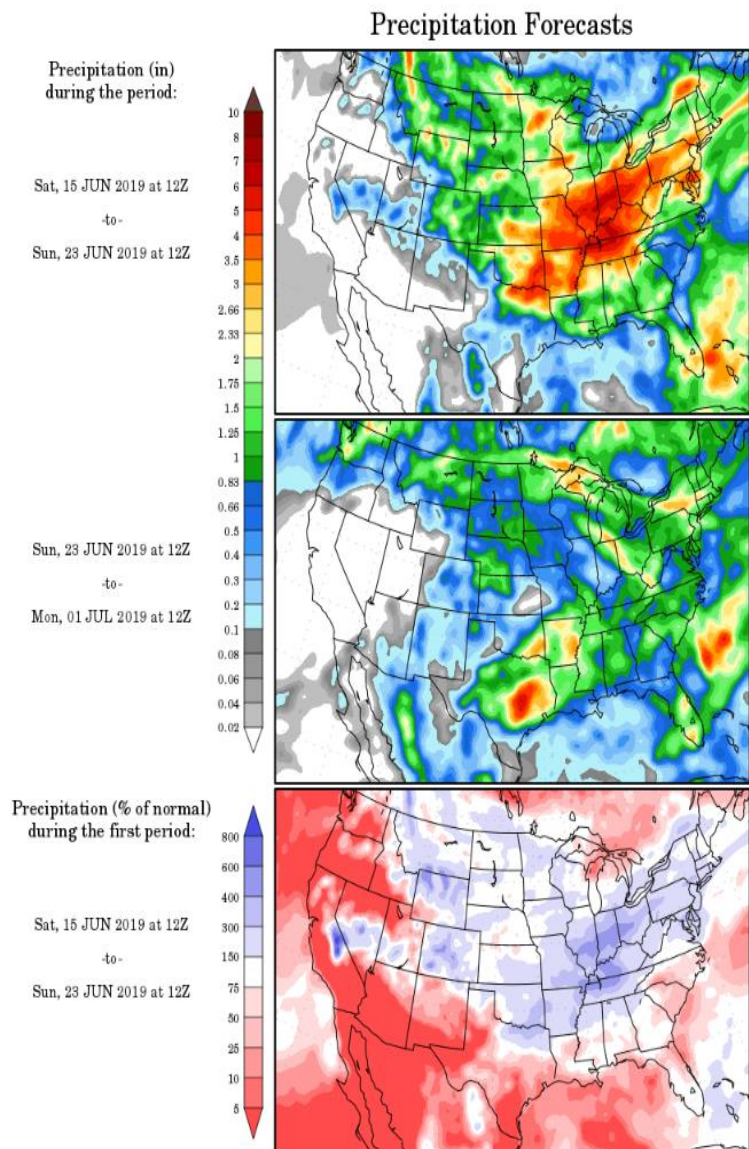 Precipitation Forecasts
Precipitation (in)
during the period:
Sat, 15 JUN 2019 at 12Z
-to-
Sun, 23 JUN 2019 at 12Z
10
8
7
6
5
4
3.5
3
2.66
2.33
2
1.75
1.5
1.25
1
0.83
0.66
0.5
0.4
0.3
0.2
0.1
0.08
0.06
0.04
0.02
Sun, 23 JUN 2019 at 12Z
-to-
Mon, 01 JUL 2019 at 12Z
Precipitation (% of normal)
during the first period:
Sat, 15 JUN 2019 at 12Z
-to-
Sun, 23 JUN 2019 at 12Z
800
600
400
300
150
75
50
25
10
5